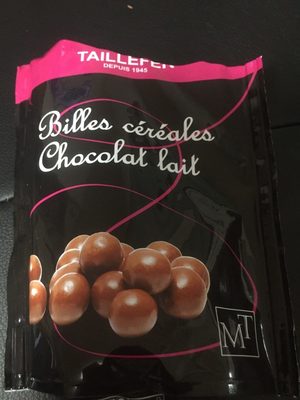 TAILLEFER
DEPUIS 1945
Billes céréales
Chocolat lait
MT